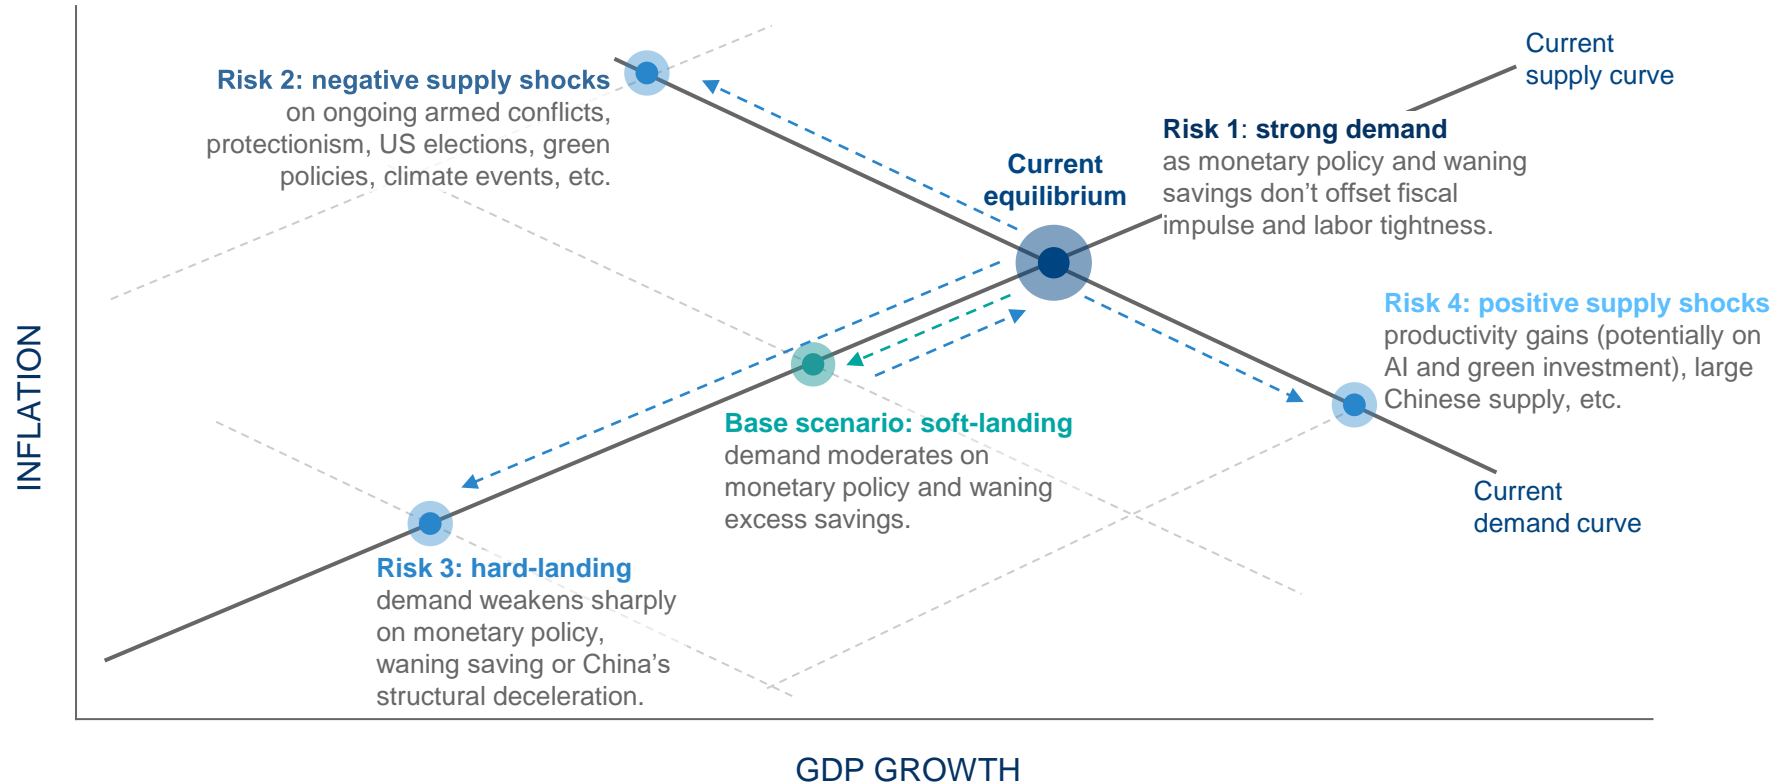 Current
supply curve
Risk 2: negative supply shocks
on ongoing armed conflicts,
protectionism, US elections, green
policies, climate events, etc.
Risk 1: strong demand
as monetary policy and waning
savings don’t offset fiscal
impulse and labor tightness.
Current
equilibrium
Risk 4: positive supply shocks
productivity gains (potentially on
AI and green investment), large
Chinese supply, etc.
INFLATION
Base scenario: soft-landing
demand moderates on
monetary policy and waning
excess savings.
Current
demand curve
Risk 3: hard-landing
demand weakens sharply
on monetary policy,
waning saving or China’s
structural deceleration.
GDP GROWTH